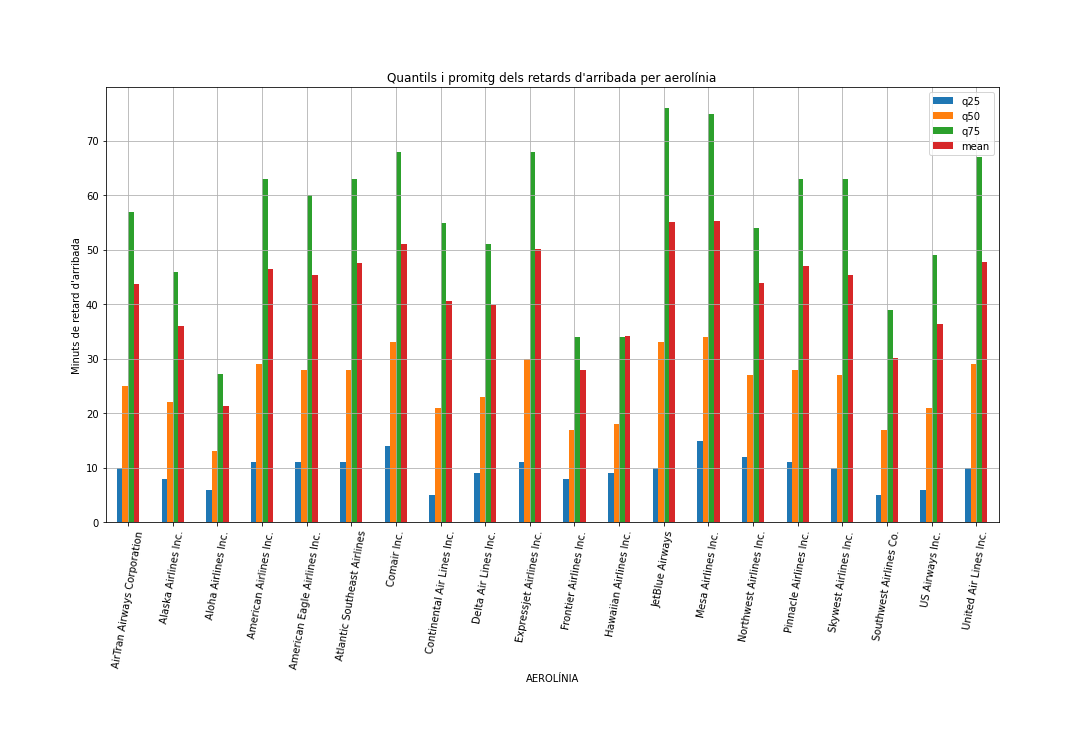 Quantils i promitg dels retards d'arribada per aerolínia
q25
q50
q75
mean
Minuts de retard d'arribada
70
60
50
40
30
20
10
0
AirTran Airways Corporation
Alaska Airlines Inc.
Aloha Airlines Inc.
American Airlines Inc.
American Eagle Airlines Inc.
Atlantic Southeast Airlines
Comair Inc.
Continental Air Lines Inc.
Delta Air Lines Inc.
Expressjet Airlines Inc.
Frontier Airlines Inc.
Hawaiian Airlines Inc.
JetBlue Airways
Mesa Airlines Inc.
Northwest Airlines Inc.
Pinnacle Airlines Inc.
Skywest Airlines Inc.
Southwest Airlines Co.
US Airways Inc.
United Air Lines Inc.
AEROLÍNIA